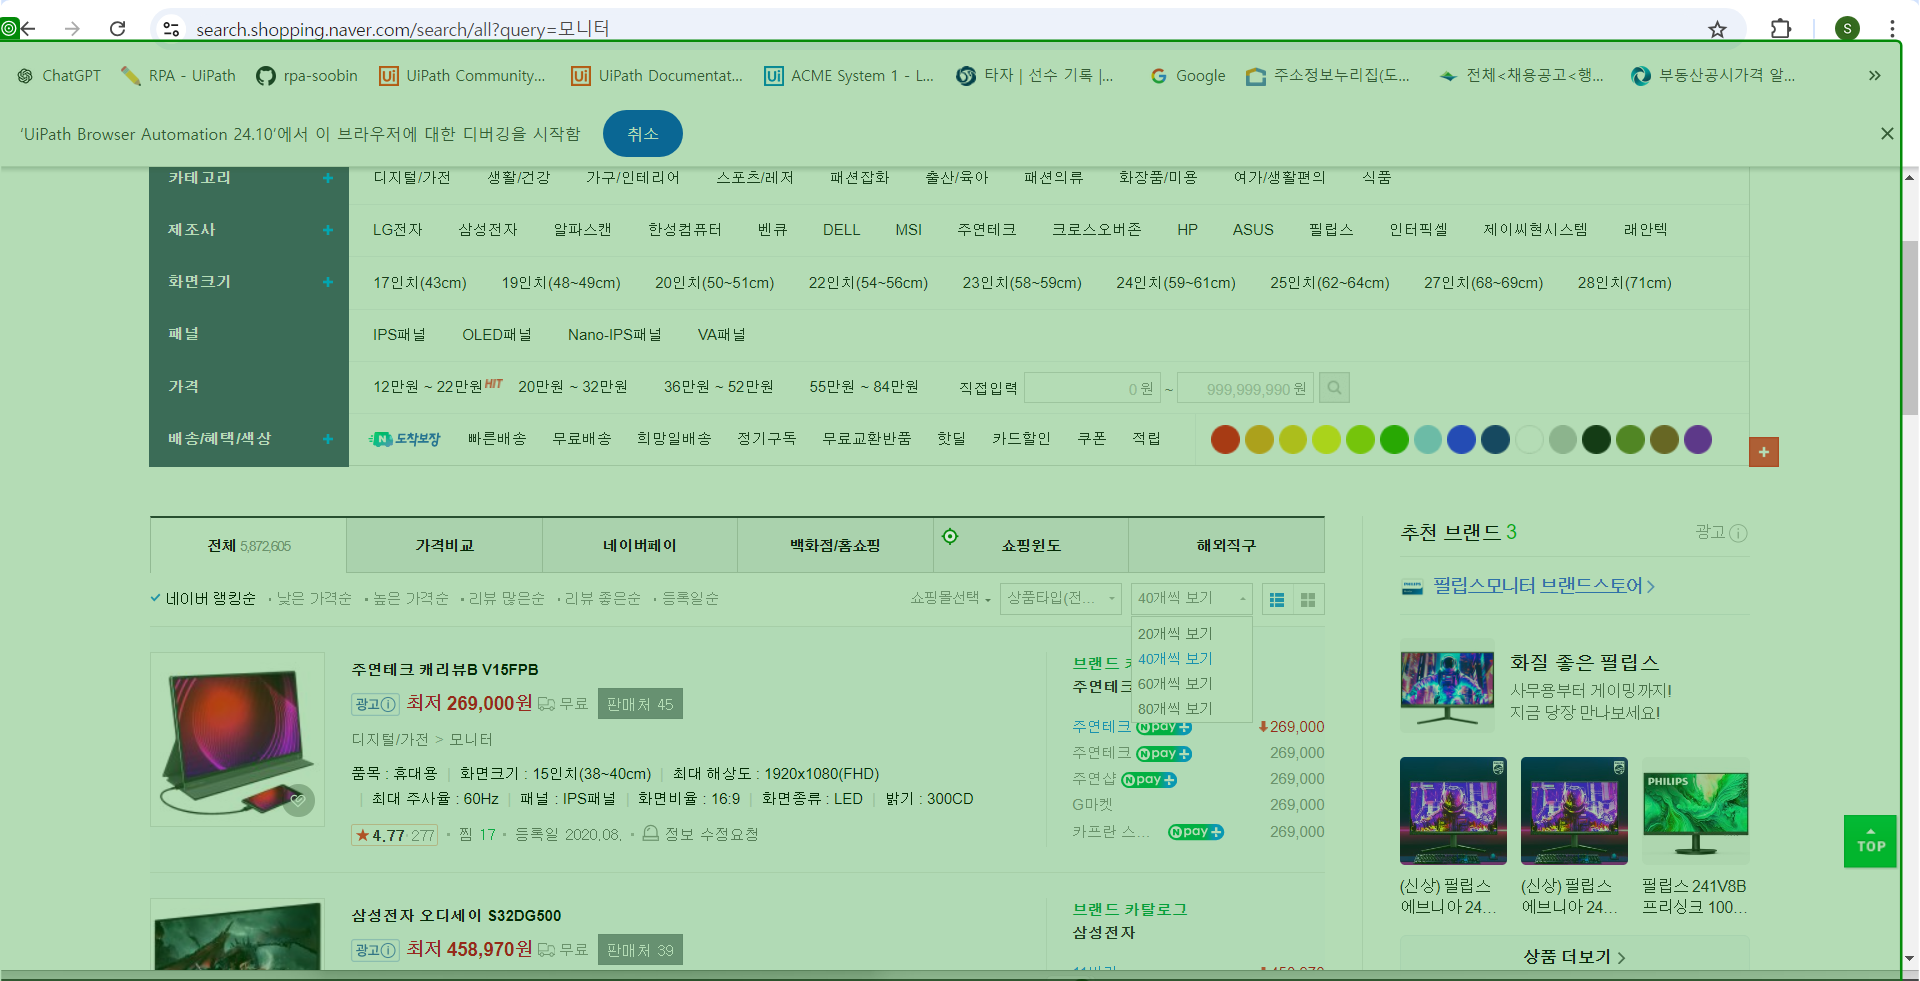 search.shopping.naver.com/search/all?query=모니터
S
ChatGPT RPA - UiPath rpa-soobin UiPath Community... UiPath Documentat... ACME System 1 - L... 타자 | 선수 기록 |... Google 주소정보누리집(도... 전체<채용공고<행... 부동산공시가격 알...
'UiPath Browser Automation 24.10'에서 이 브라우저에 대한 디버깅을 시작함 취소
카테고리 + 디지털/가전 생활/건강 가구/인테리어 스포츠/레저 패션잡화 출산/육아 패션의류 화장품/미용 여가/생활편의 식품
제조사 + LG전자 삼성전자 알파스캔 한성컴퓨터 벤큐 DELL MSI 주연테크 크로스오버존 HP ASUS 필립스 인터픽셀 제이씨현시스템 래안텍
화면크기 + 17인치(43cm) 19인치(48~49cm) 20인치(50~51cm) 22인치(54~56cm) 23인치(58~59cm) 24인치(59~61cm) 25인치(62~64cm) 27인치(68~69cm) 28인치(71cm)
패널 IPS패널 OLED패널 Nano-IPS패널 VA패널
가격 12만원 ~ 22만원HIT 20만원 ~ 32만원 36만원 ~ 52만원 55만원 ~ 84만원 직접입력 0 원 ~ 999,999,990 원
배송/혜택/색상 + N 도착보장 빠른배송 무료배송 희망일배송 정기구독 무료교환반품 핫딜 카드할인 쿠폰 적립
전체 5,872,605 가격비교 네이버페이 백화점/홈쇼핑 쇼핑윈도 해외직구
네이버 랭킹순 · 낮은 가격순 · 높은 가격순 · 리뷰 많은순 · 리뷰 좋은순 · 등록일순 쇼핑몰선택 상품타입(전... 40개씩 보기
20개씩 보기
40개씩 보기
60개씩 보기
80개씩 보기
주연테크 캐리뷰B V15FPB
광고 최저 269,000원 무료 판매처 45
디지털/가전 > 모니터
품목 : 휴대용 | 화면크기 : 15인치(38~40cm) | 최대 해상도 : 1920x1080(FHD)
| 최대 주사율 : 60Hz | 패널 : IPS패널 | 화면비율 : 16:9 | 화면종류 : LED | 밝기 : 300CD
★ 4.77 · 277 · 찜 17 · 등록일 2020.08. · 정보 수정요청
브랜드
주연테크
주연테크 N pay + 269,000
주연테크 N pay + 269,000
주연샵 N pay + 269,000
G마켓 269,000
카프란 스... N pay + 269,000
삼성전자 오디세이 S32DG500
광고 최저 458,970원 무료 판매처 39
브랜드 카탈로그
삼성전자
추천 브랜드 3 광고
필립스모니터 브랜드스토어 >
화질 좋은 필립스
사무용부터 게이밍까지!
지금 당장 만나보세요!
PHILIPS
(신상) 필립스 에브니아 24...
(신상) 필립스 에브니아 24...
필립스 241V8B 프리싱크 100...
상품 더보기 >
TOP